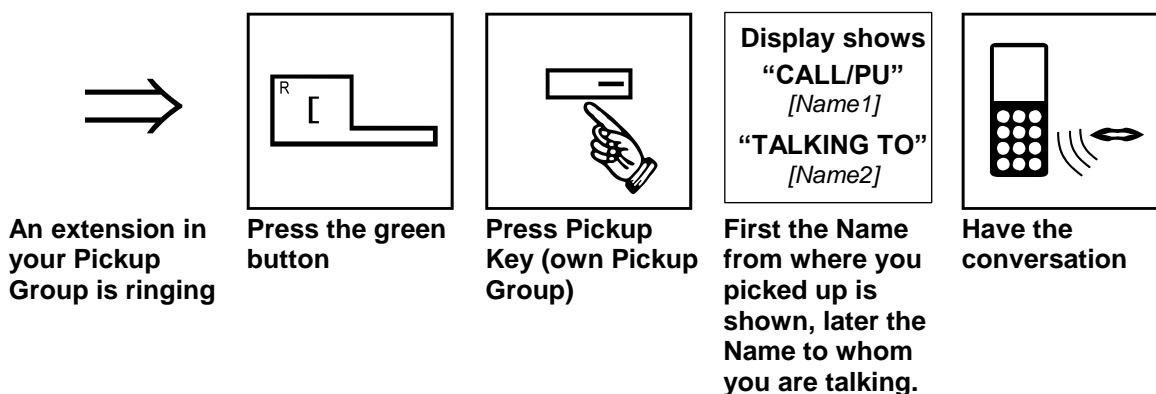 An extension in
your Pickup
Group is ringing
R
[
Press the green
button
Press Pickup
Key (own Pickup
Group)
Display shows
“CALL/PU”
[Name1]
“TALKING TO”
[Name2]
First the Name
from where you
picked up is
shown, later the
Name to whom
you are talking.
Have the
conversation